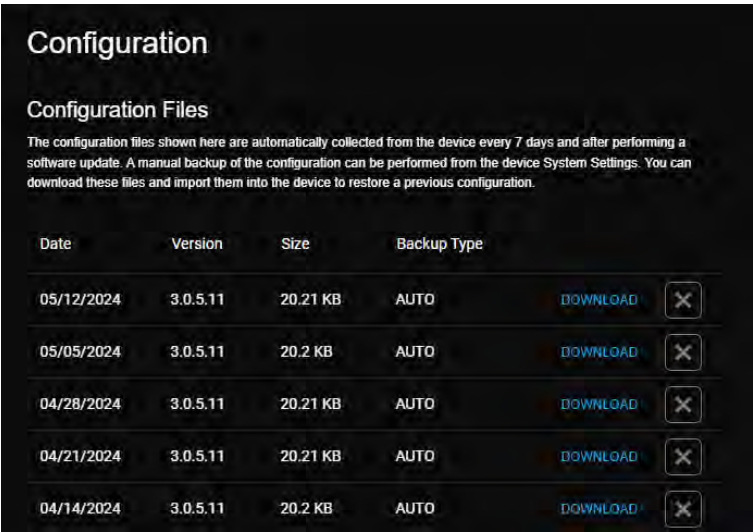 Configuration
Configuration Files
The configuration files shown here are automatically collected from the device every 7 days and after performing a
software update. A manual backup of the configuration can be performed from the device System Settings. You can
download these files and import them into the device to restore a previous configuration.
Date Version Size Backup Type
05/12/2024 3.0.5.11 20.21 KB AUTO DOWNLOAD
05/05/2024 3.0.5.11 20.2 KB AUTO DOWNLOAD
04/28/2024 3.0.5.11 20.21 KB AUTO DOWNLOAD
04/21/2024 3.0.5.11 20.21 KB AUTO DOWNLOAD
04/14/2024 3.0.5.11 20.2 KB AUTO DOWNLOAD